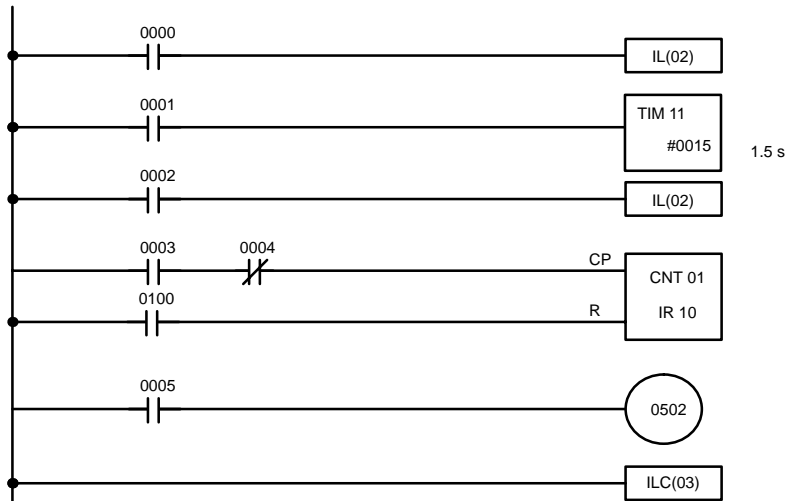 0000
IL(02)
0001
TIM 11
#0015
1.5 s
0002
IL(02)
0003
0004
CP
CNT 01
0100
R
IR 10
0005
0502
ILC(03)